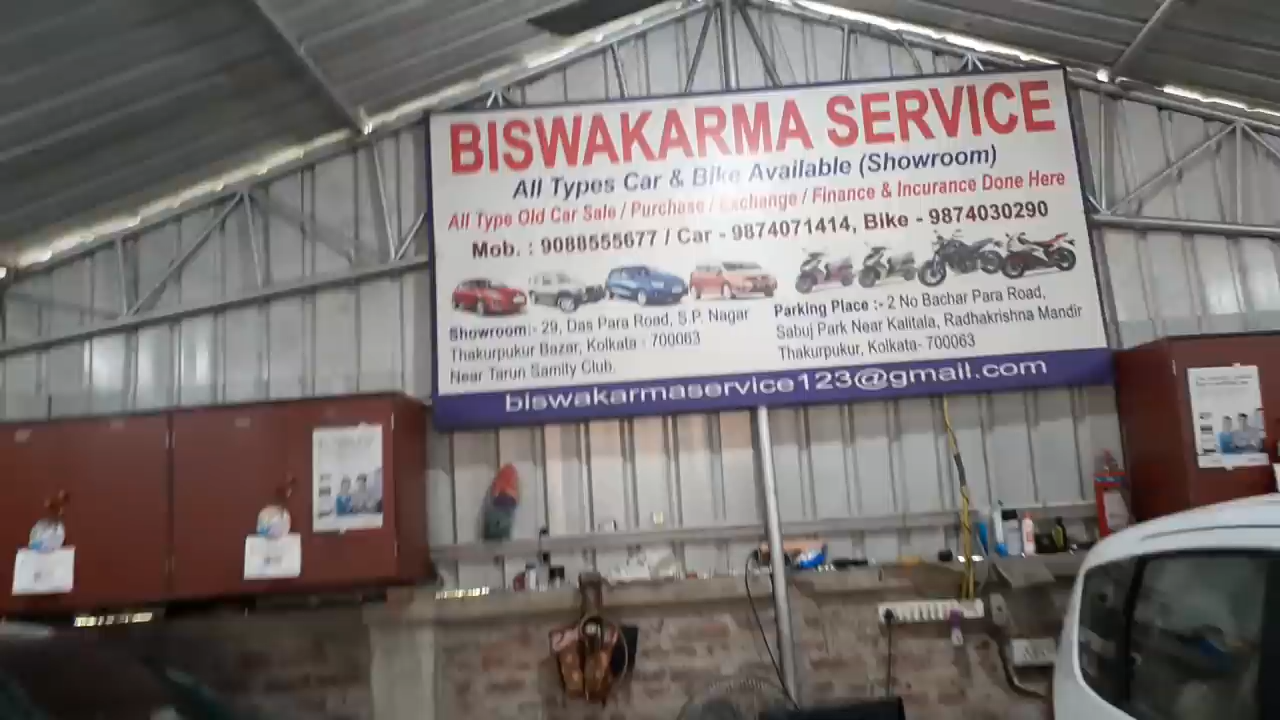 BISWAKARMA SERVICE
All Types Car & Bike Available (Showroom)
All Type Old Car Sale / Purchase / Exchange / Finance & Incurance Done Here
Mob. : 9088555677 / Car - 9874071414, Bike - 9874030290
Showroom:- 29, Das Para Road, S.P. Nagar
Thakurpukur Bazar, Kolkata - 700063
Near Tarun Samity Club.
Parking Place :- 2 No Bachar Para Road,
Sabuj Park Near Kalitala, Radhakrishna Mandir
Thakurpukur, Kolkata- 700063
biswakarmaservice123@gmail.com